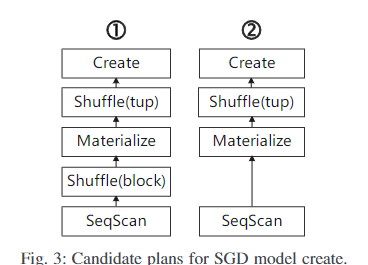 ① ②
Create Create
Shuffle(tup) Shuffle(tup)
Materialize Materialize
Shuffle(block)
SeqScan SeqScan
Fig. 3: Candidate plans for SGD model create.